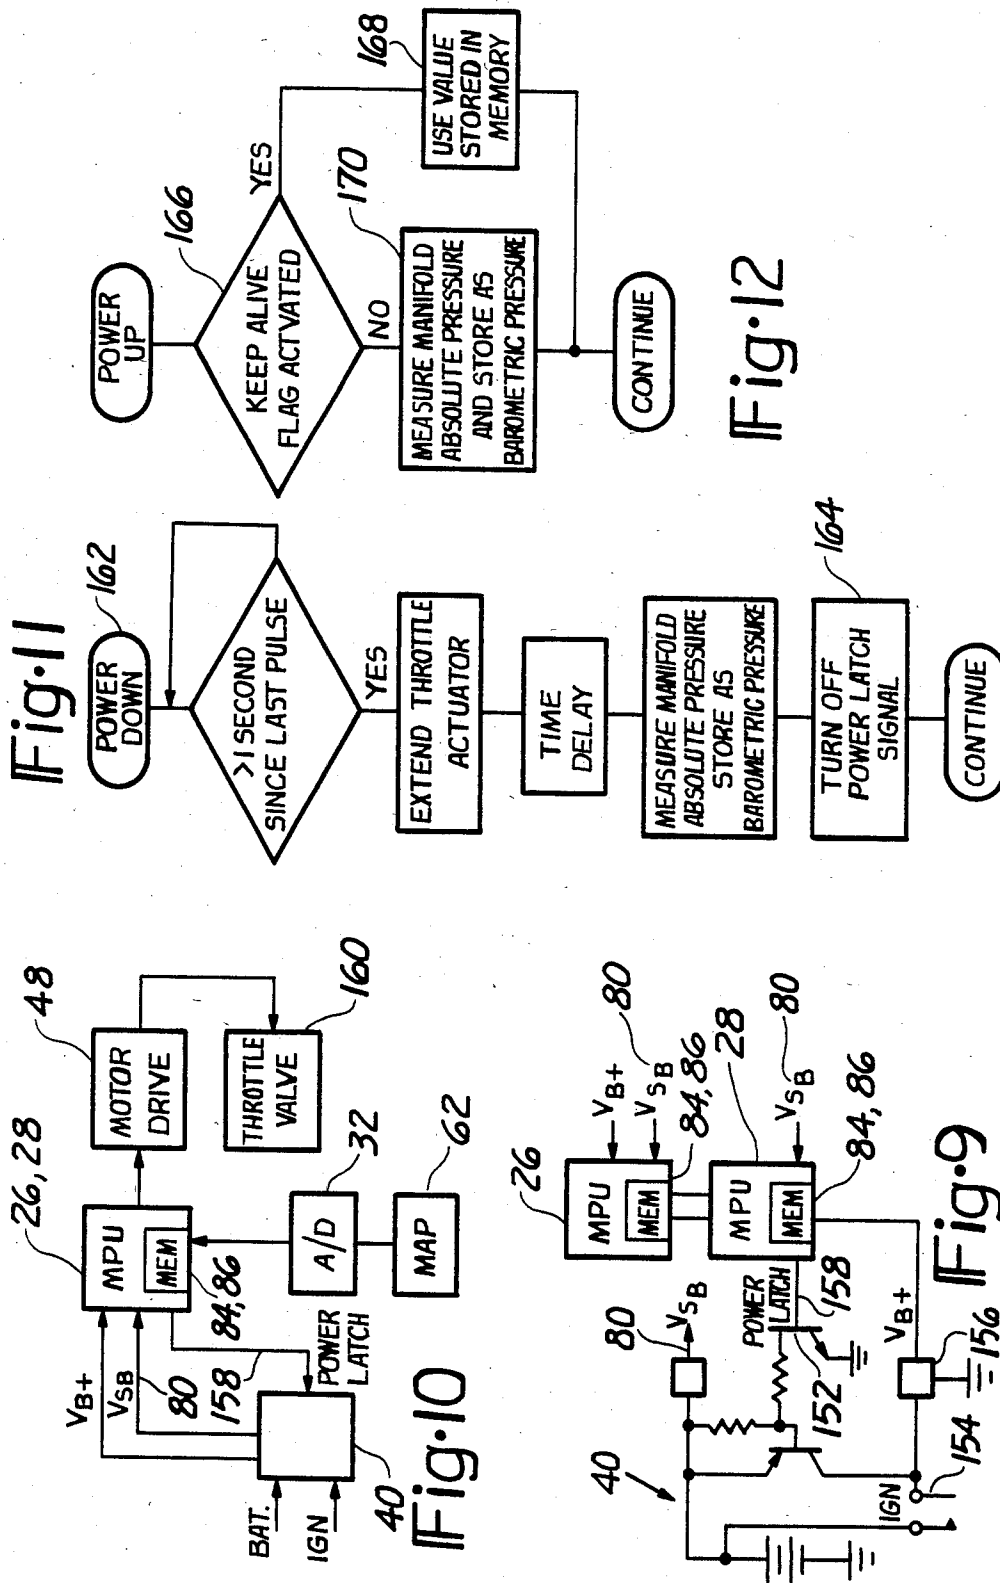 Fig.11
POWER
DOWN
162
>1 SECOND
SINCE LAST PULSE
YES
EXTEND THROTTLE
ACTUATOR
TIME
DELAY
MEASURE MANIFOLD
ABSOLUTE PRESSURE
STORE AS
BAROMETRIC PRESSURE
TURN OFF
POWER LATCH
SIGNAL
164
CONTINUE
POWER
UP
166
KEEP ALIVE
FLAG ACTVATED
YES
NO
168
USE VALUE
STORED IN
MEMORY
170
MEASURE MANIFOLD
ABSOLUTE PRESSURE
AND STORE AS
BAROMETRIC PRESSURE
CONTINUE
Fig.12
26, 28
MPU
MEM
84, 86
48
MOTOR
DRIVE
THROTTLE
VALVE
160
A/D
32
MAP
62
VB+
VSB
80
158
POWER
LATCH
BAT.
IGN
40
Fig.10
26
MPU
MEM
VB+
80
VSB
84, 86
28
MPU
MEM
80
VSB
84, 86
80
VSB
POWER
LATCH
158
152
VB+
156
40
IGN
154
Fig.9